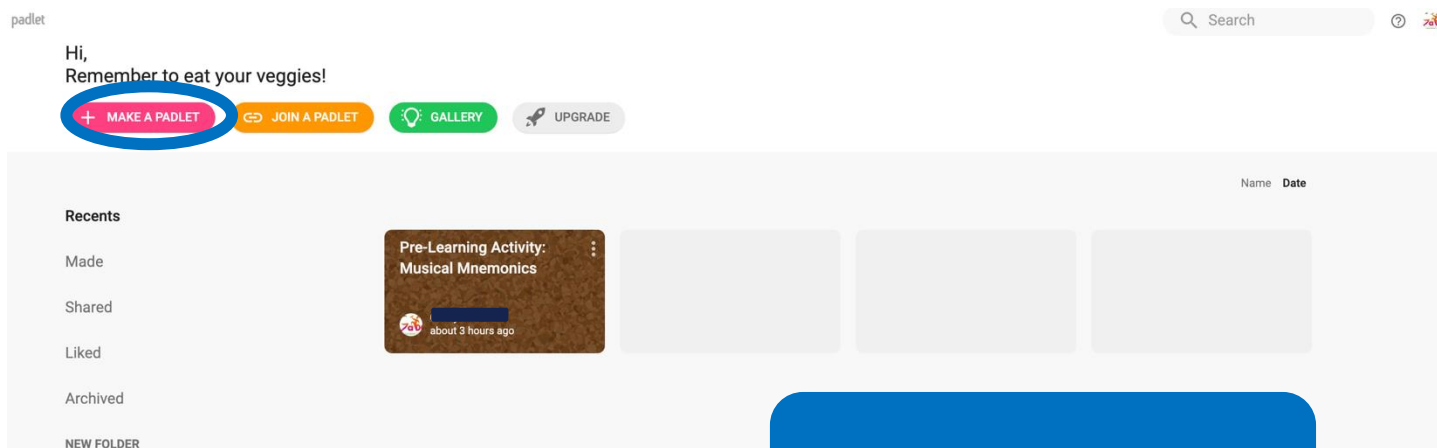 padlet
Search
Hi,
Remember to eat your veggies!
MAKE A PADLET
JOIN A PADLET
GALLERY
UPGRADE
Name Date
Recents
Made
Shared
Liked
Archived
NEW FOLDER
Pre-Learning Activity:
Musical Mnemonics
about 3 hours ago